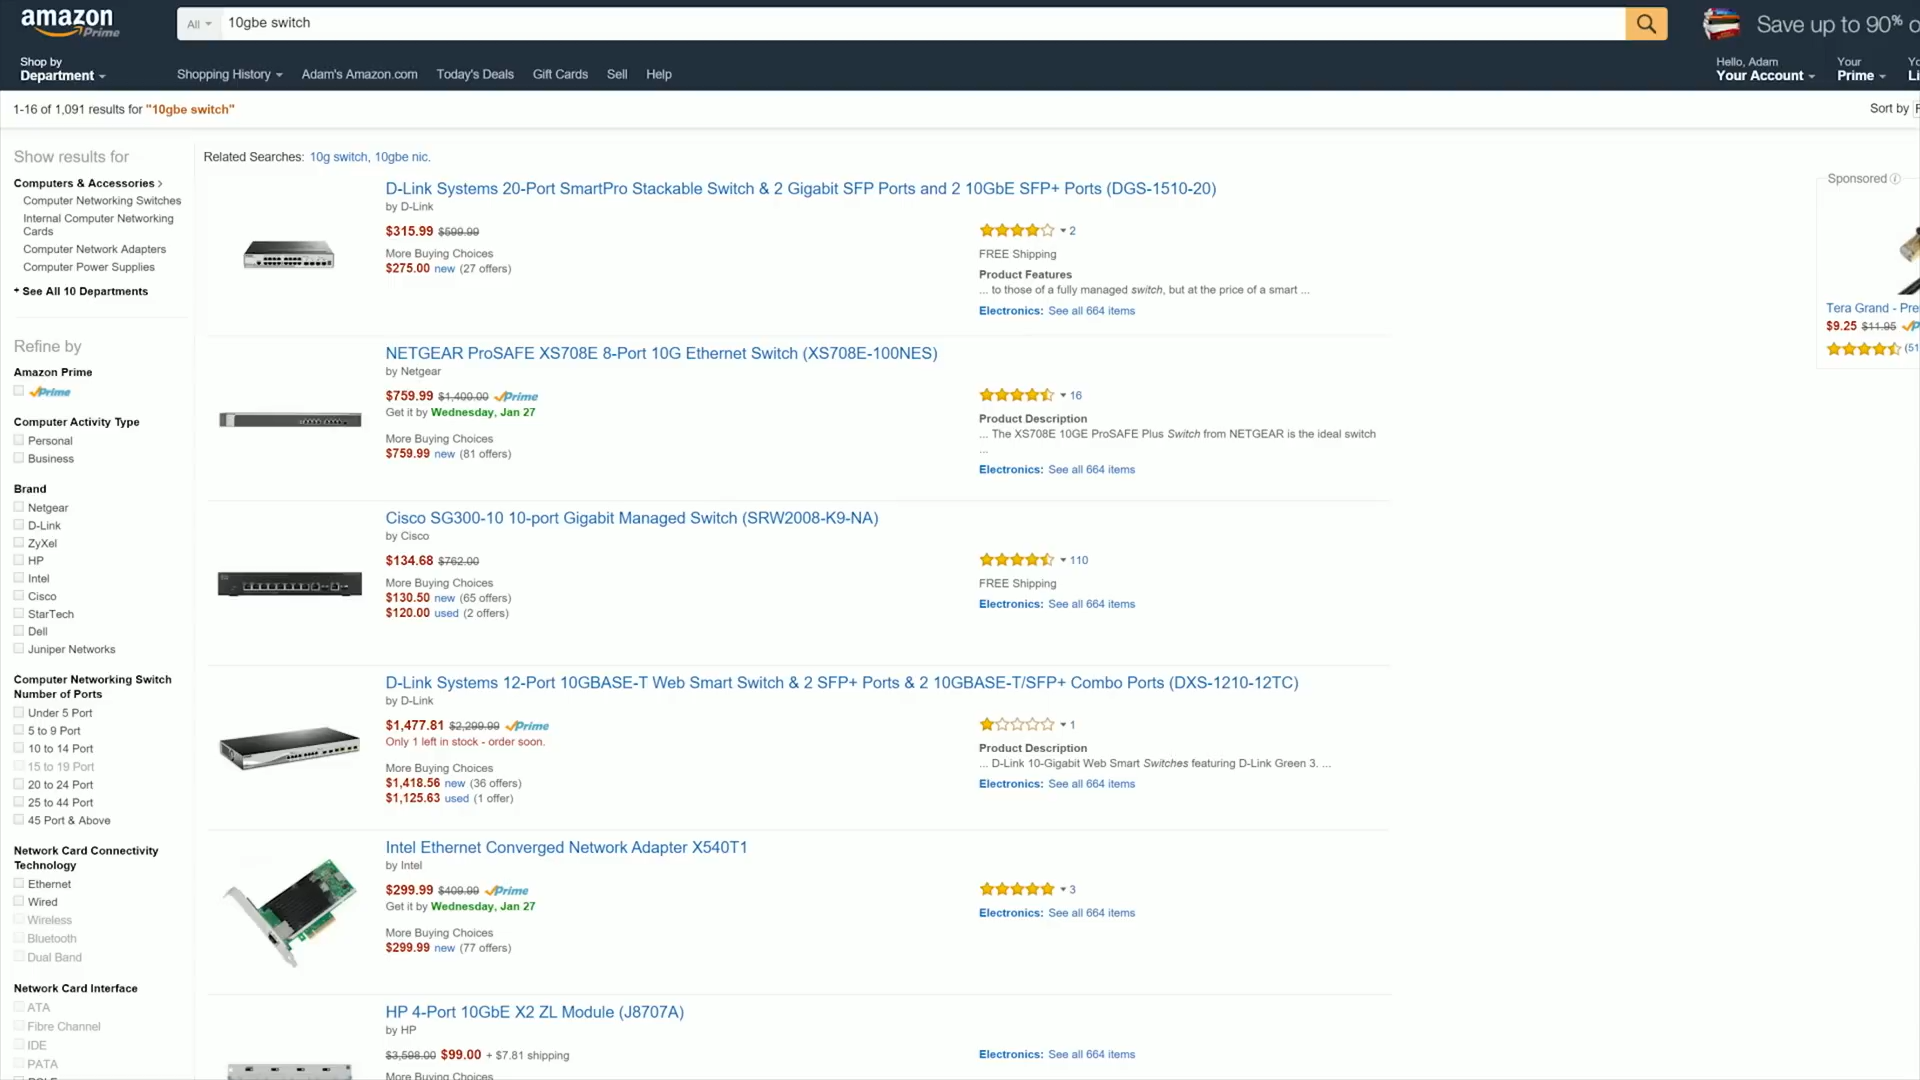 amazon
Prime
All
10gbe switch
Save up to 90%
Shop by
Department
Shopping History
Adam's Amazon.com
Today's Deals
Gift Cards
Sell
Help
Hello, Adam
Your Account
Your
Prime
1-16 of 1,091 results for "10gbe switch"
Sort by
Show results for
Computers & Accessories
Computer Networking Switches
Internal Computer Networking
Cards
Computer Network Adapters
Computer Power Supplies
+ See All 10 Departments
Refine by
Amazon Prime
Prime
Computer Activity Type
Personal
Business
Brand
Netgear
D-Link
ZyXel
HP
Intel
Cisco
StarTech
Dell
Juniper Networks
Computer Networking Switch
Number of Ports
Under 5 Port
5 to 9 Port
10 to 14 Port
15 to 19 Port
20 to 24 Port
25 to 44 Port
45 Port & Above
Network Card Connectivity
Technology
Ethernet
Wired
Wireless
Bluetooth
Dual Band
Network Card Interface
ATA
Fibre Channel
IDE
PATA
Related Searches: 10g switch, 10gbe nic.
D-Link Systems 20-Port SmartPro Stackable Switch & 2 Gigabit SFP Ports and 2 10GbE SFP+ Ports (DGS-1510-20)
by D-Link
$315.99 $599.99
More Buying Choices
$275.00 new (27 offers)
2
FREE Shipping
Product Features
... to those of a fully managed switch, but at the price of a smart ...
Electronics: See all 664 items
NETGEAR ProSAFE XS708E 8-Port 10G Ethernet Switch (XS708E-100NES)
by Netgear
$759.99 $1,400.00 Prime
Get it by Wednesday, Jan 27
More Buying Choices
$759.99 new (81 offers)
16
Product Description
... The XS708E 10GE ProSAFE Plus Switch from NETGEAR is the ideal switch
...
Electronics: See all 664 items
Cisco SG300-10 10-port Gigabit Managed Switch (SRW2008-K9-NA)
by Cisco
$134.68 $762.00
More Buying Choices
$130.50 new (65 offers)
$120.00 used (2 offers)
110
FREE Shipping
Electronics: See all 664 items
D-Link Systems 12-Port 10GBASE-T Web Smart Switch & 2 SFP+ Ports & 2 10GBASE-T/SFP+ Combo Ports (DXS-1210-12TC)
by D-Link
$1,477.81 $2,299.99 Prime
Only 1 left in stock - order soon.
More Buying Choices
$1,418.56 new (36 offers)
$1,125.63 used (1 offer)
1
Product Description
... D-Link 10-Gigabit Web Smart Switches featuring D-Link Green 3. ...
Electronics: See all 664 items
Intel Ethernet Converged Network Adapter X540T1
by Intel
$299.99 $409.99 Prime
Get it by Wednesday, Jan 27
More Buying Choices
$299.99 new (77 offers)
3
Electronics: See all 664 items
HP 4-Port 10GbE X2 ZL Module (J8707A)
by HP
$3,598.00 $99.00 + $7.81 shipping
More Buying Choices
Electronics: See all 664 items
Sponsored
Tera Grand - Pre
$9.25 $11.95
(51